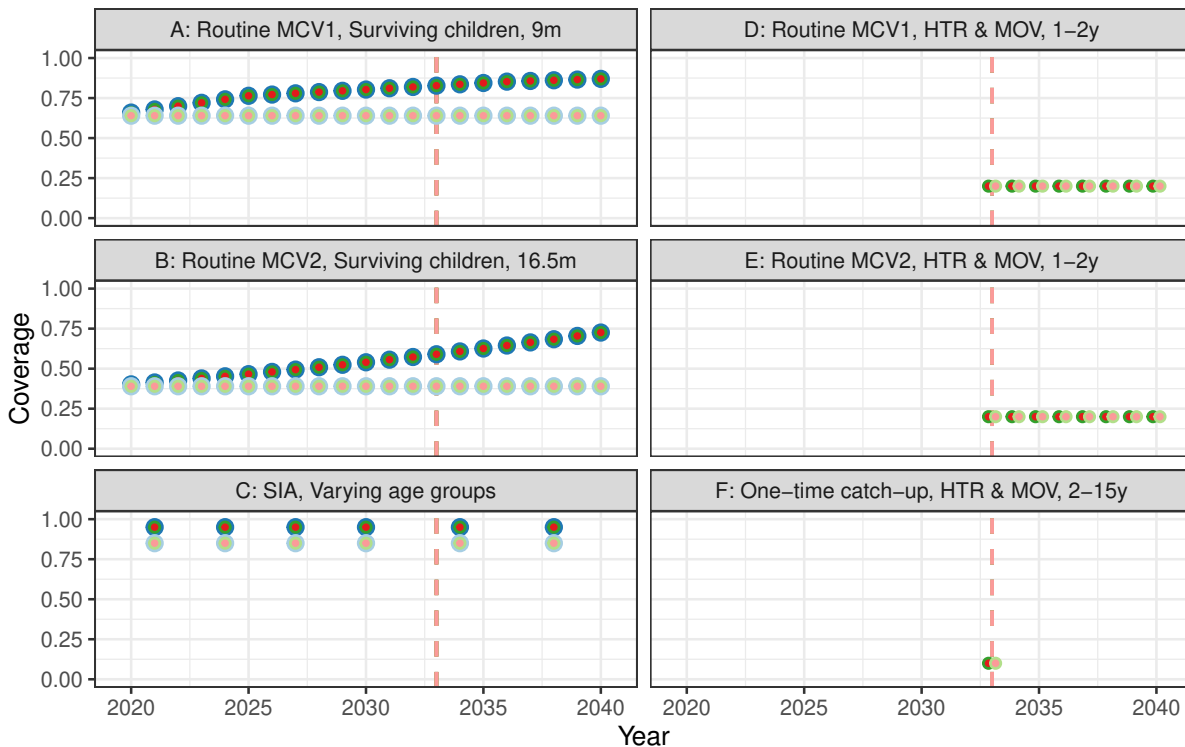 A: Routine MCV1, Surviving children, 9m
D: Routine MCV1, HTR & MOV, 1−2y
1.00
0.75
0.50
0.25
0.00
B: Routine MCV2, Surviving children, 16.5m
E: Routine MCV2, HTR & MOV, 1−2y
1.00
0.75
0.50
0.25
0.00
Coverage
C: SIA, Varying age groups
F: One−time catch−up, HTR & MOV, 2−15y
1.00
0.75
0.50
0.25
0.00
2020 2025 2030 2035 2040
2020 2025 2030 2035 2040
Year